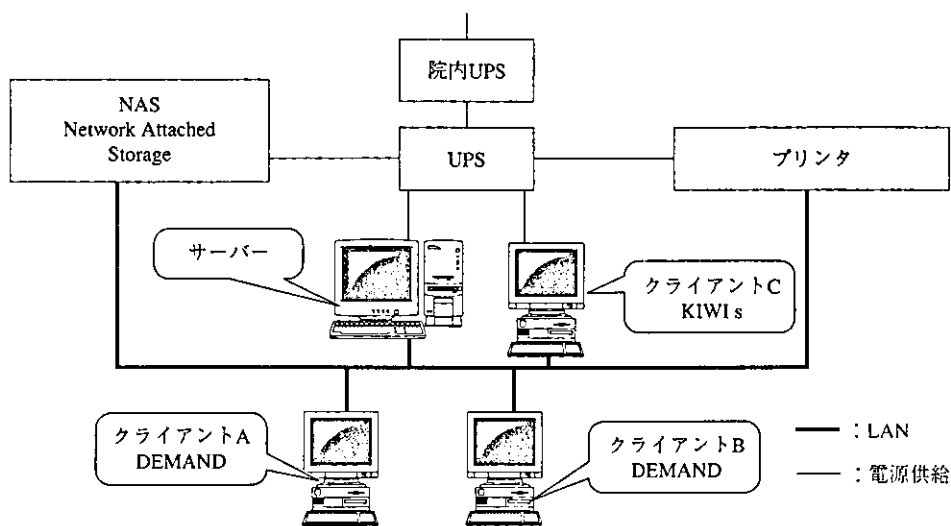 院内UPS
NAS
Network Attached
Storage
UPS
プリンタ
サーバー
クライアントC
KIWI s
クライアントA
DEMAND
クライアントB
DEMAND
：LAN
：電源供給